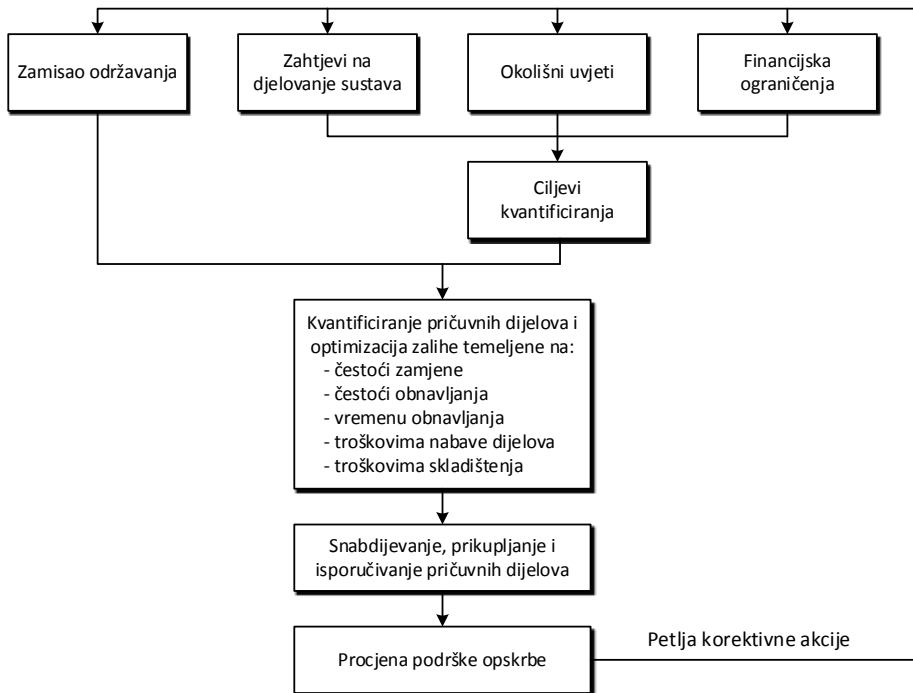 Zamisao održavanja
Zahtjevi na
djelovanje sustava
Okolišni uvjeti
Financijska
ograničenja
Ciljevi
kvantificiranja
Kvantificiranje pričuvnih dijelova i
optimizacija zalihe temeljene na:
- čestoći zamjene
- čestoći obnavljanja
- vremenu obnavljanja
- troškovima nabave dijelova
- troškovima skladištenja
Snabdijevanje, prikupljanje i
isporučivanje pričuvnih dijelova
Procjena podrške opskrbe
Petlja korektivne akcije